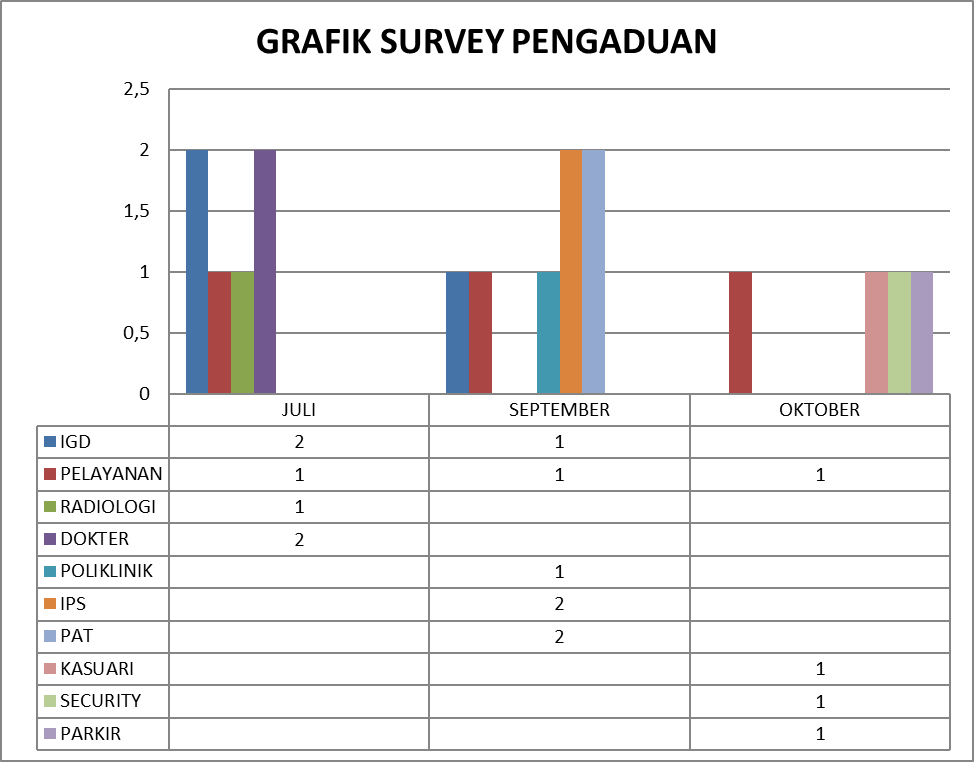 GRAFIK SURVEY PENGADUAN
2,5
2
1,5
1
0,5
0
JULI SEPTEMBER OKTOBER
IGD 2 1
PELAYANAN 1 1 1
RADIOLOGI 1
DOKTER 2
POLIKLINIK 1
IPS 2
PAT 2
KASUARI 1
SECURITY 1
PARKIR 1